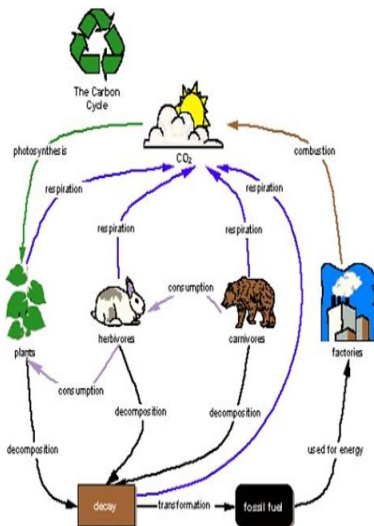 The Carbon
Cycle
photosynthesis
CO₂
combustion
respiration
respiration
respiration
respiration
consumption
plants
herbivores
carnivores
factories
consumption
decomposition
decomposition
decomposition
used for energy
decay
transformation
fossil fuel